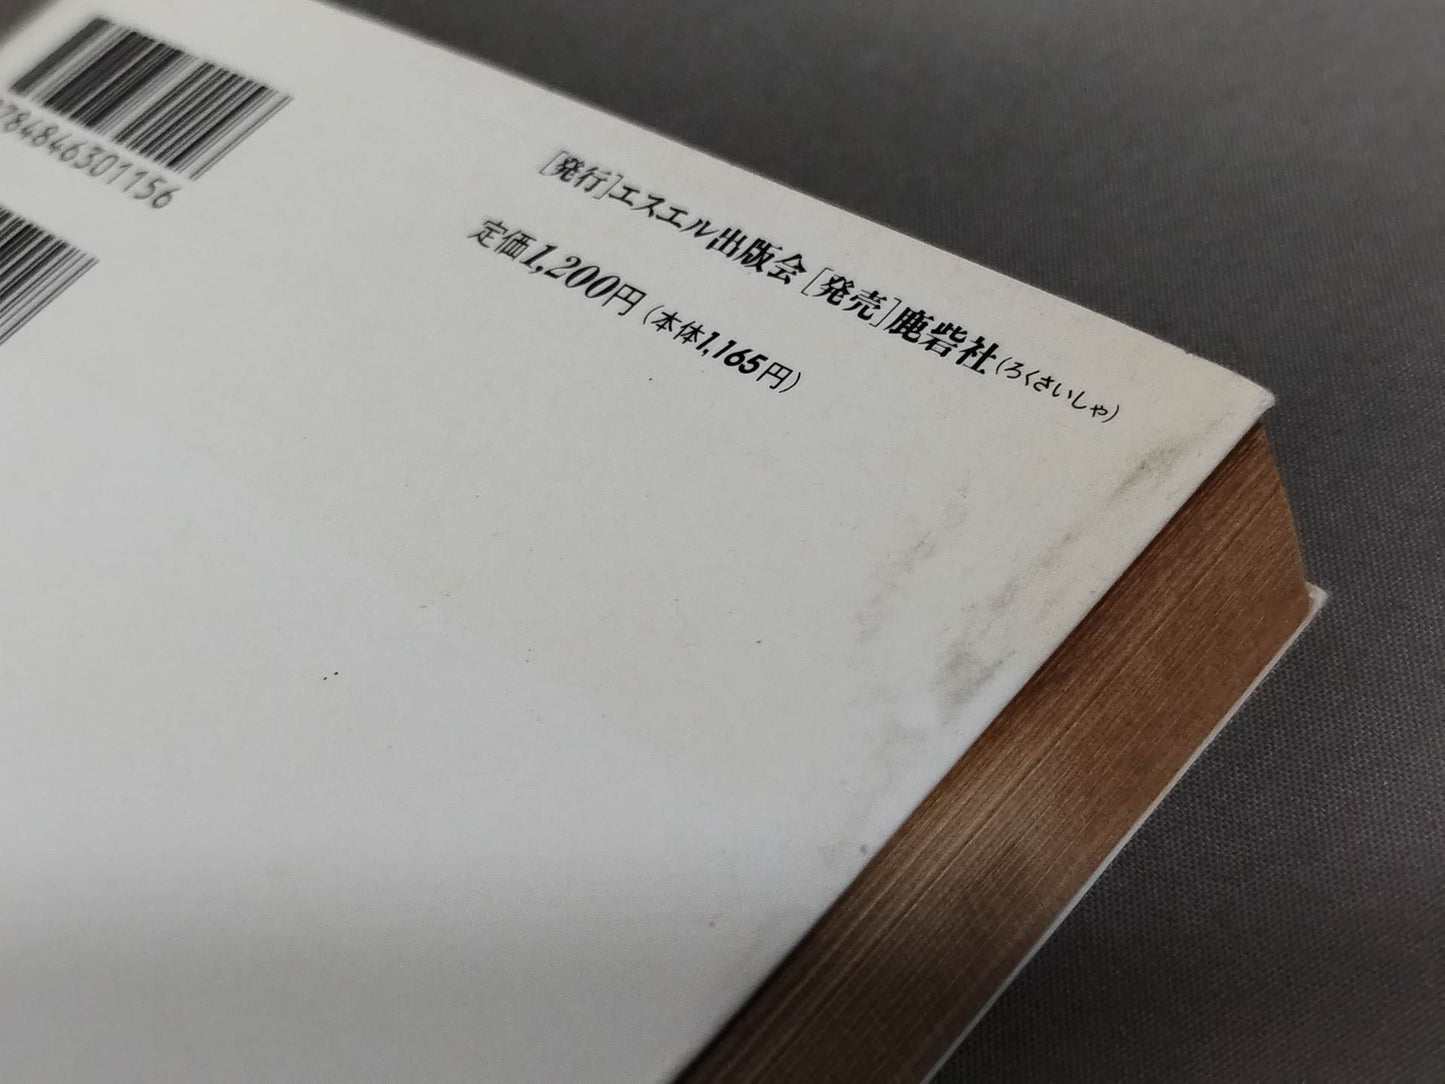 9784846301156
[発行]エスエル出版会 [発売]鹿砦社(ろくさいしゃ)
定価1,200円(本体1,165円)